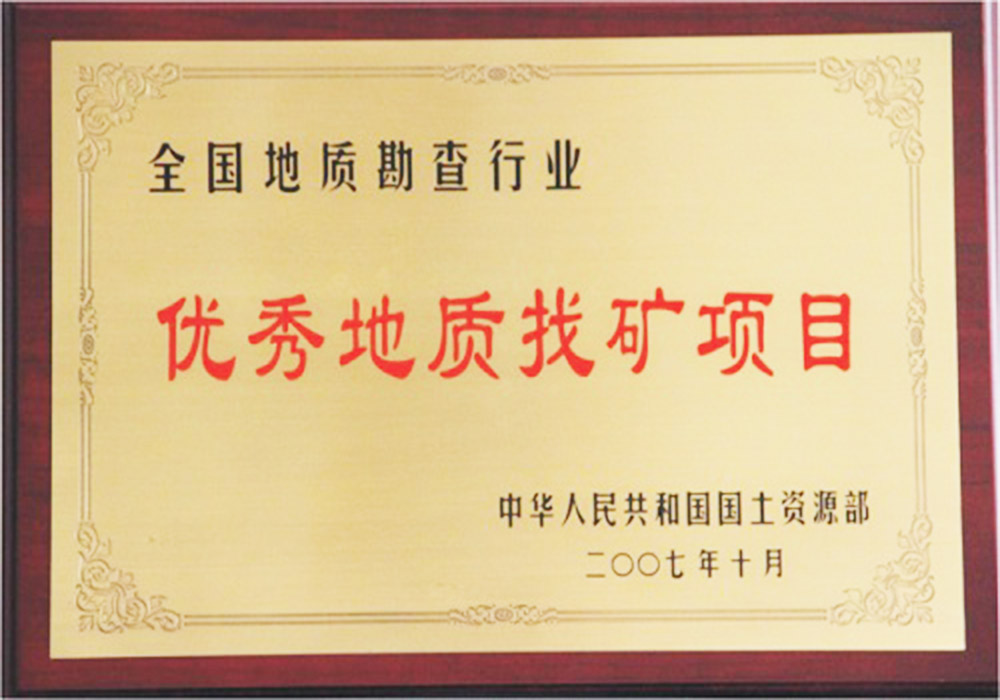 全国地质勘查行业
优秀地质找矿项目
中华人民共和国国土资源部
二〇〇七年十月